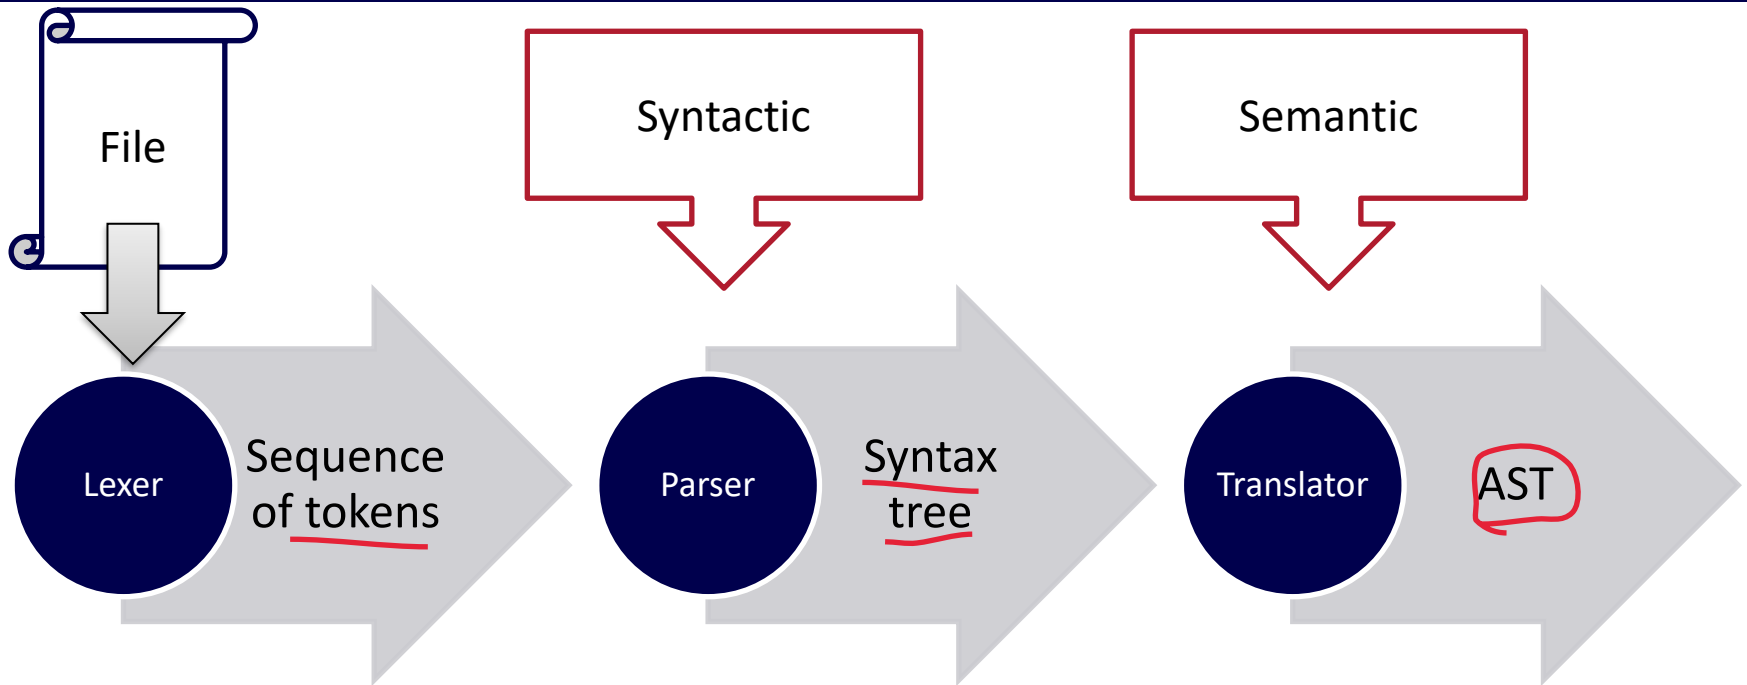 File
Syntactic
Semantic
Lexer
Sequence
of tokens
Parser
Syntax
tree
Translator
AST